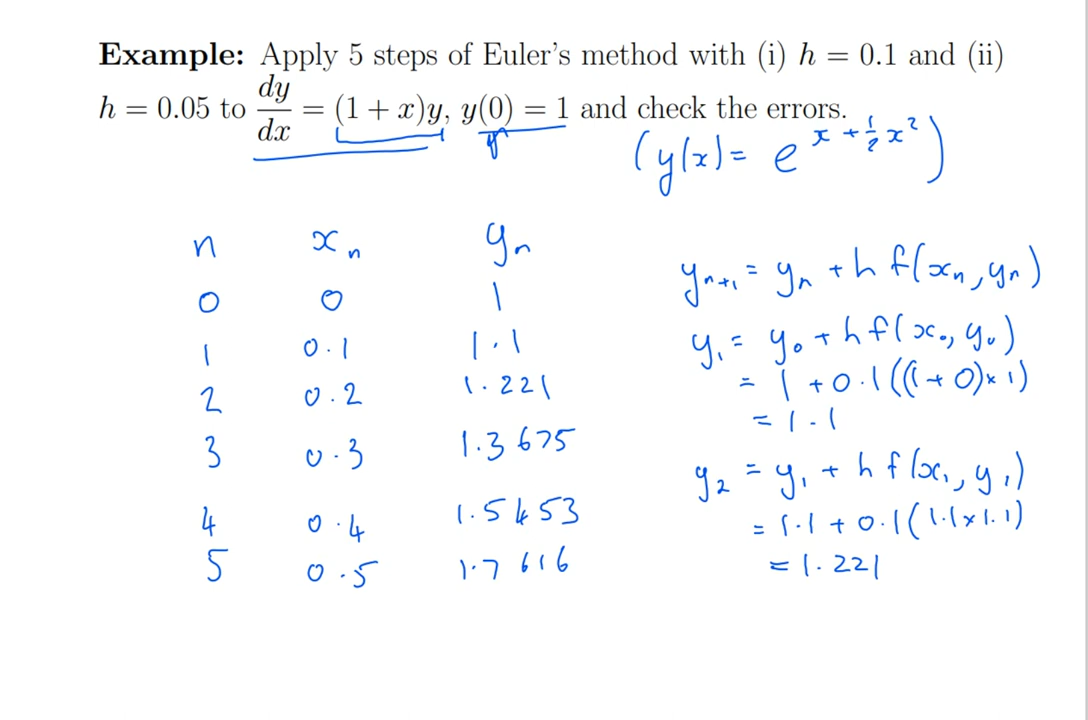 Example: Apply 5 steps of Euler's method with (i) h = 0.1 and (ii)
h = 0.05 to dy/dx = (1 + x)y, y(0) = 1 and check the errors.
(y(x) = e^{x + 1/2 x^2})
n x_n y_n
0 0 1
1 0.1 1.1
2 0.2 1.221
3 0.3 1.3675
4 0.4 1.5453
5 0.5 1.7616
y_{n+1} = y_n + h f(x_n, y_n)
y_1 = y_0 + h f(x_0, y_0)
= 1 + 0.1((1 + 0) × 1)
= 1.1
y_2 = y_1 + h f(x_1, y_1)
= 1.1 + 0.1(1.1 × 1.1)
= 1.221